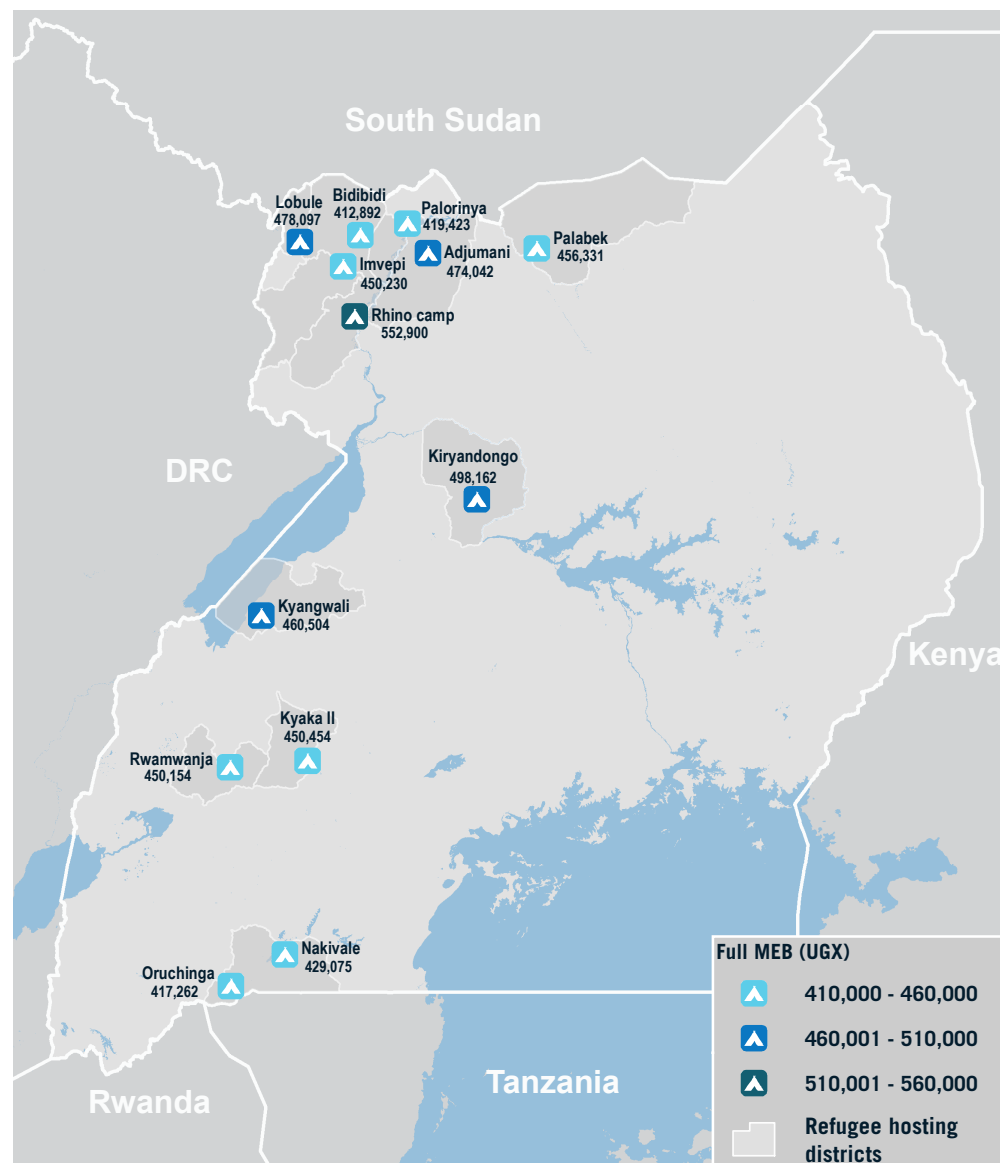 South Sudan
Lobule
478,097
Bidibidi
412,892
Palorinya
419,423
Imvepi
450,230
Adjumani
474,042
Palabek
456,331
Rhino camp
552,900
DRC
Kiryandongo
498,162
Kyangwali
460,504
Kenya
Kyaka II
450,454
Rwamwanja
450,154
Nakivale
429,075
Oruchinga
417,262
Rwanda
Tanzania
Full MEB (UGX)
410,000 - 460,000
460,001 - 510,000
510,001 - 560,000
Refugee hosting
districts